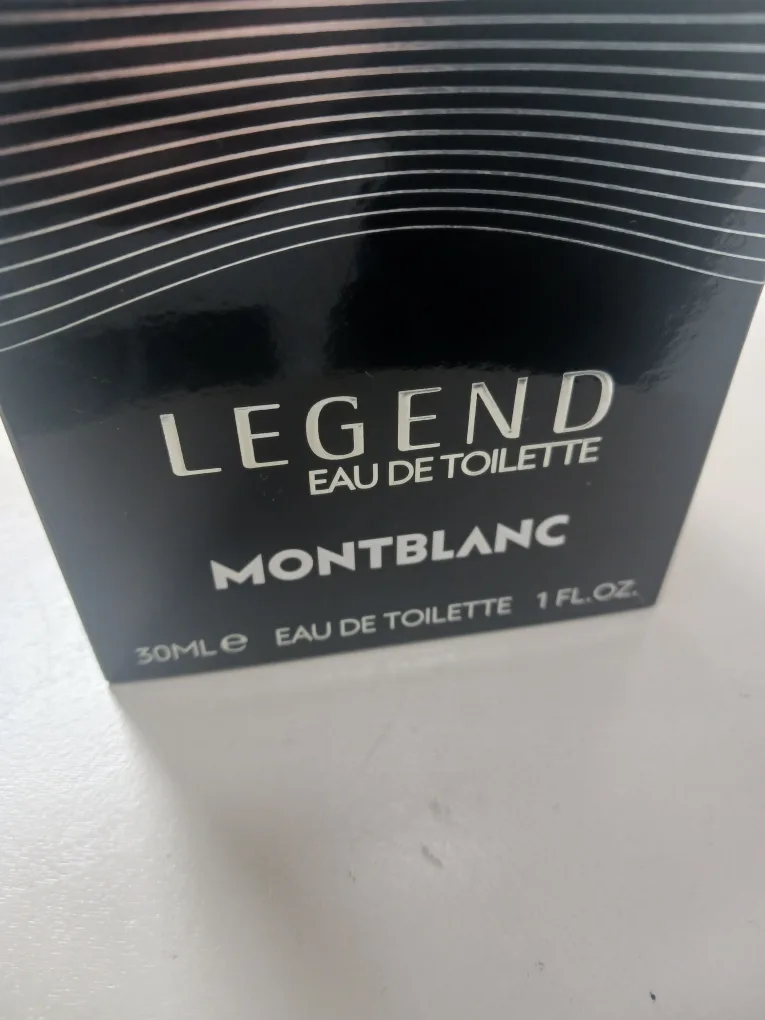 LEGEND
EAU DE TOILETTE
MONTBLANC
30ML ℮ EAU DE TOILETTE 1 FL.OZ.